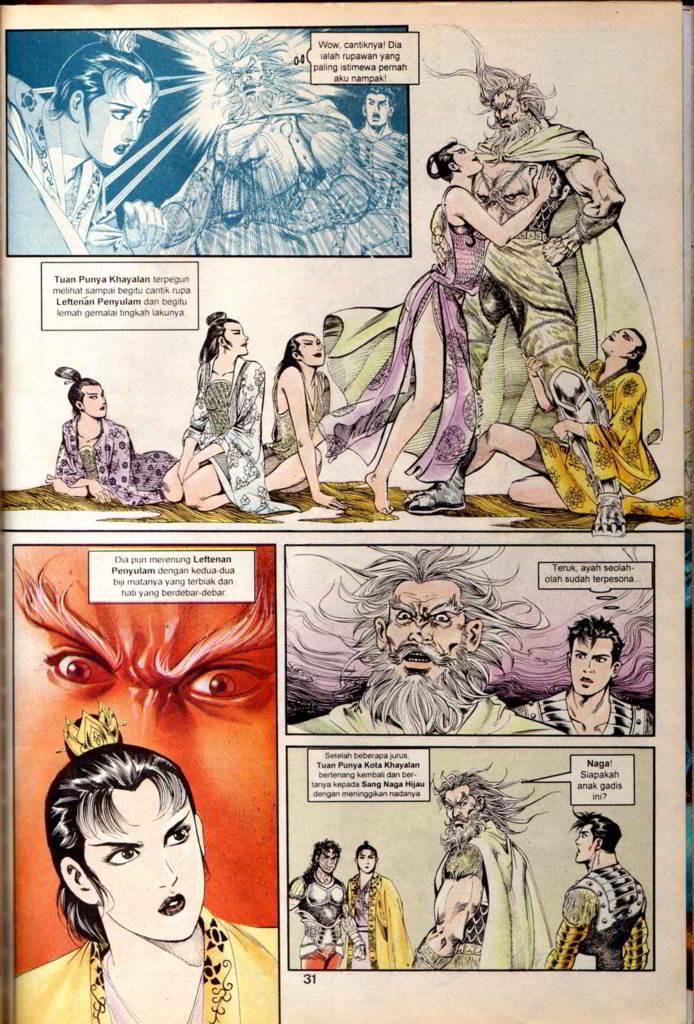 Wow, cantiknya! Dia
ialah rupawan yang
paling istimewa pernah
aku nampak!
Tuan Punya Khayalan terpegun
melihat sampai begitu cantik rupa
Leftenan Penyulam dan begitu
lemah gemalai tingkah lakunya.
Dia pun merenung Leftenan
Penyulam dengan kedua-dua
biji matanya yang terbiak dan
hati yang berdebar-debar.
Teruk, ayah seolah-
olah sudah terpesona...
Setelah beberapa jurus,
Tuan Punya Kota Khayalan
bertenang kembali dan ber-
tanya kepada Sang Naga Hijau
dengan meninggikan nadanya.
Naga!
Siapakah
anak gadis
ini?
31